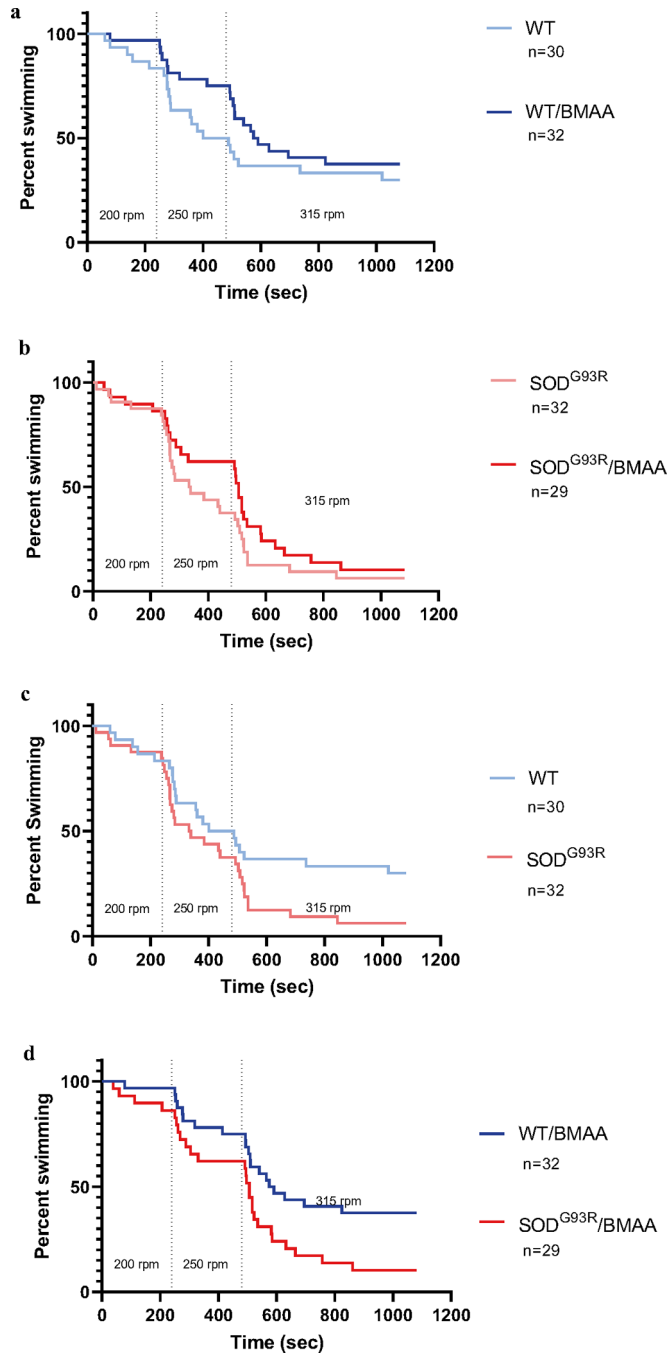 a
Percent swimming
100
50
0
200 rpm
250 rpm
315 rpm
0
200
400
600
800
1000
1200
Time (sec)
WT
n=30
WT/BMAA
n=32
b
Percent swimming
100
50
0
200 rpm
250 rpm
315 rpm
0
200
400
600
800
1000
1200
Time (sec)
SOD^G93R
n=32
SOD^G93R/BMAA
n=29
c
Percent Swimming
100
50
0
200 rpm
250 rpm
315 rpm
0
200
400
600
800
1000
1200
Time (sec)
WT
n=30
SOD^G93R
n=32
d
Percent swimming
100
50
0
200 rpm
250 rpm
315 rpm
0
200
400
600
800
1000
1200
Time (sec)
WT/BMAA
n=32
SOD^G93R/BMAA
n=29